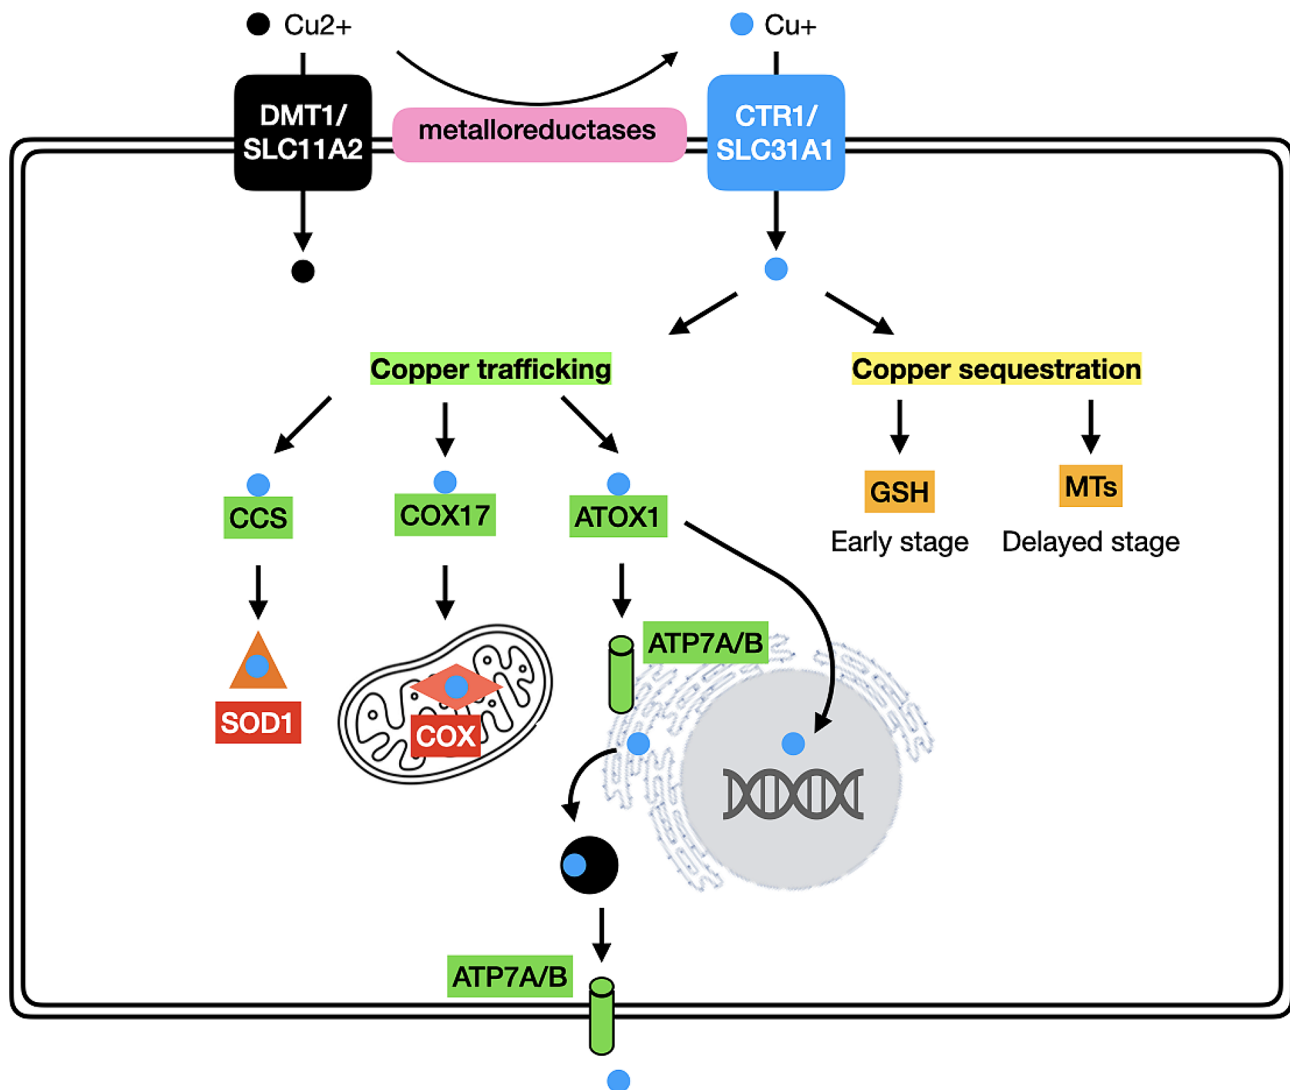 Cu2+
Cu+
DMT1/
SLC11A2
metalloreductases
CTR1/
SLC31A1
Copper trafficking
Copper sequestration
CCS
COX17
ATOX1
GSH
MTs
Early stage
Delayed stage
ATP7A/B
SOD1
COX
ATP7A/B